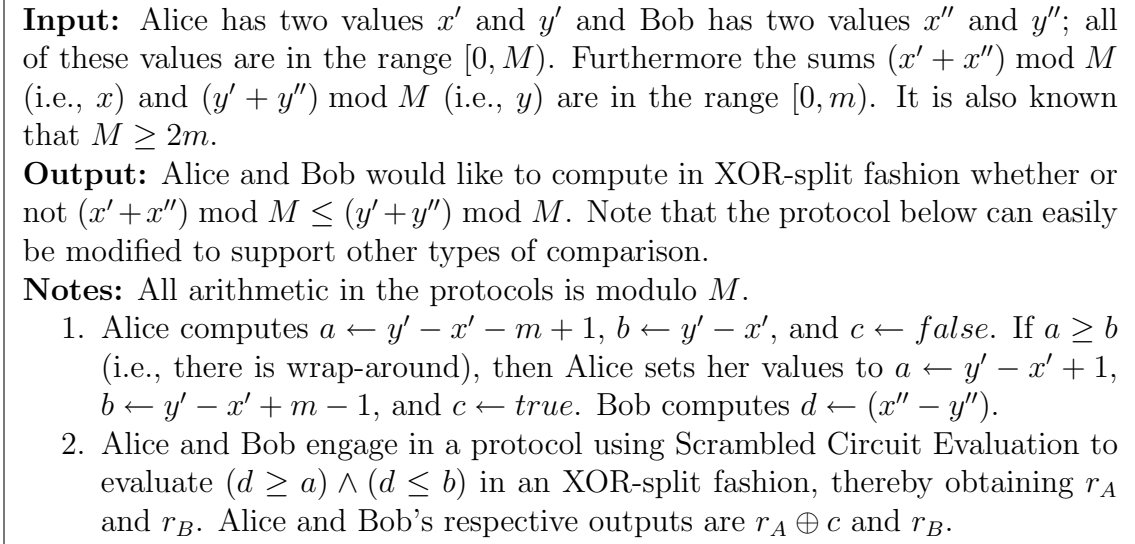 Input: Alice has two values x′ and y′ and Bob has two values x″ and y″; all
of these values are in the range [0, M). Furthermore the sums (x′ + x″) mod M
(i.e., x) and (y′ + y″) mod M (i.e., y) are in the range [0, m). It is also known
that M ≥ 2m.
Output: Alice and Bob would like to compute in XOR-split fashion whether or
not (x′ + x″) mod M ≤ (y′ + y″) mod M. Note that the protocol below can easily
be modified to support other types of comparison.
Notes: All arithmetic in the protocols is modulo M.
1. Alice computes a ← y′ − x′ − m + 1, b ← y′ − x′, and c ← false. If a ≥ b
(i.e., there is wrap-around), then Alice sets her values to a ← y′ − x′ + 1,
b ← y′ − x′ + m − 1, and c ← true. Bob computes d ← (x″ − y″).
2. Alice and Bob engage in a protocol using Scrambled Circuit Evaluation to
evaluate (d ≥ a) ∧ (d ≤ b) in an XOR-split fashion, thereby obtaining r_A
and r_B. Alice and Bob's respective outputs are r_A ⊕ c and r_B.